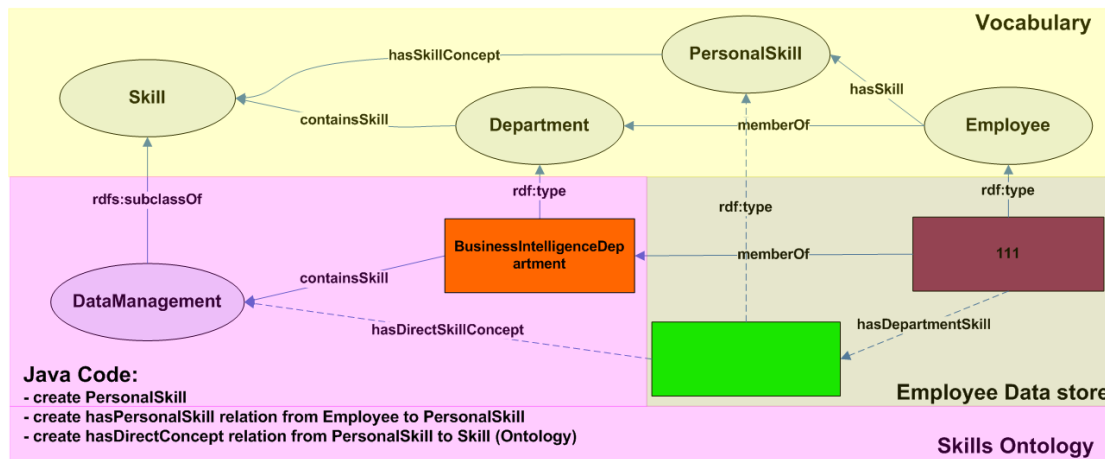 Vocabulary
PersonalSkill
hasSkillConcept
Skill
hasSkill
containsSkill
Department
memberOf
Employee
rdfs:subclassOf
rdf:type
rdf:type
rdf:type
BusinessIntelligenceDep
artment
memberOf
111
containsSkill
DataManagement
hasDirectSkillConcept
hasDepartmentSkill
Java Code:
- create PersonalSkill
Employee Data store
- create hasPersonalSkill relation from Employee to PersonalSkill
- create hasDirectConcept relation from PersonalSkill to Skill (Ontology)
Skills Ontology